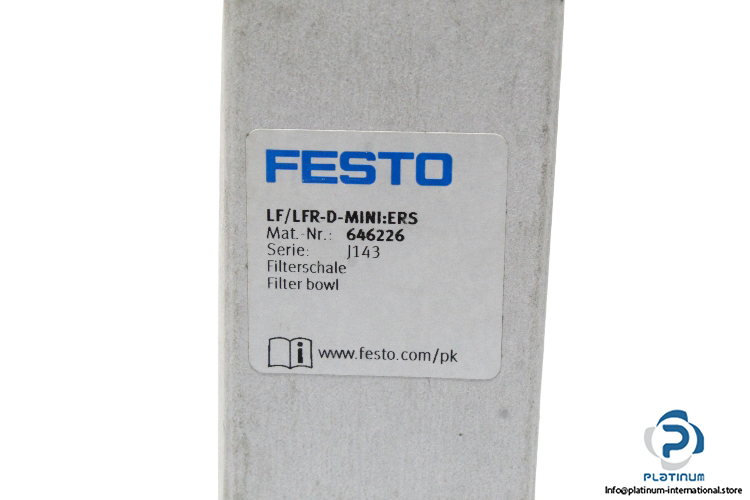 FESTO
LF/LFR-D-MINI:ERS
Mat.-Nr.: 646226
Serie: J143
Filterschale
Filter bowl
www.festo.com/pk
PLATINUM
Info@platinum-international.store